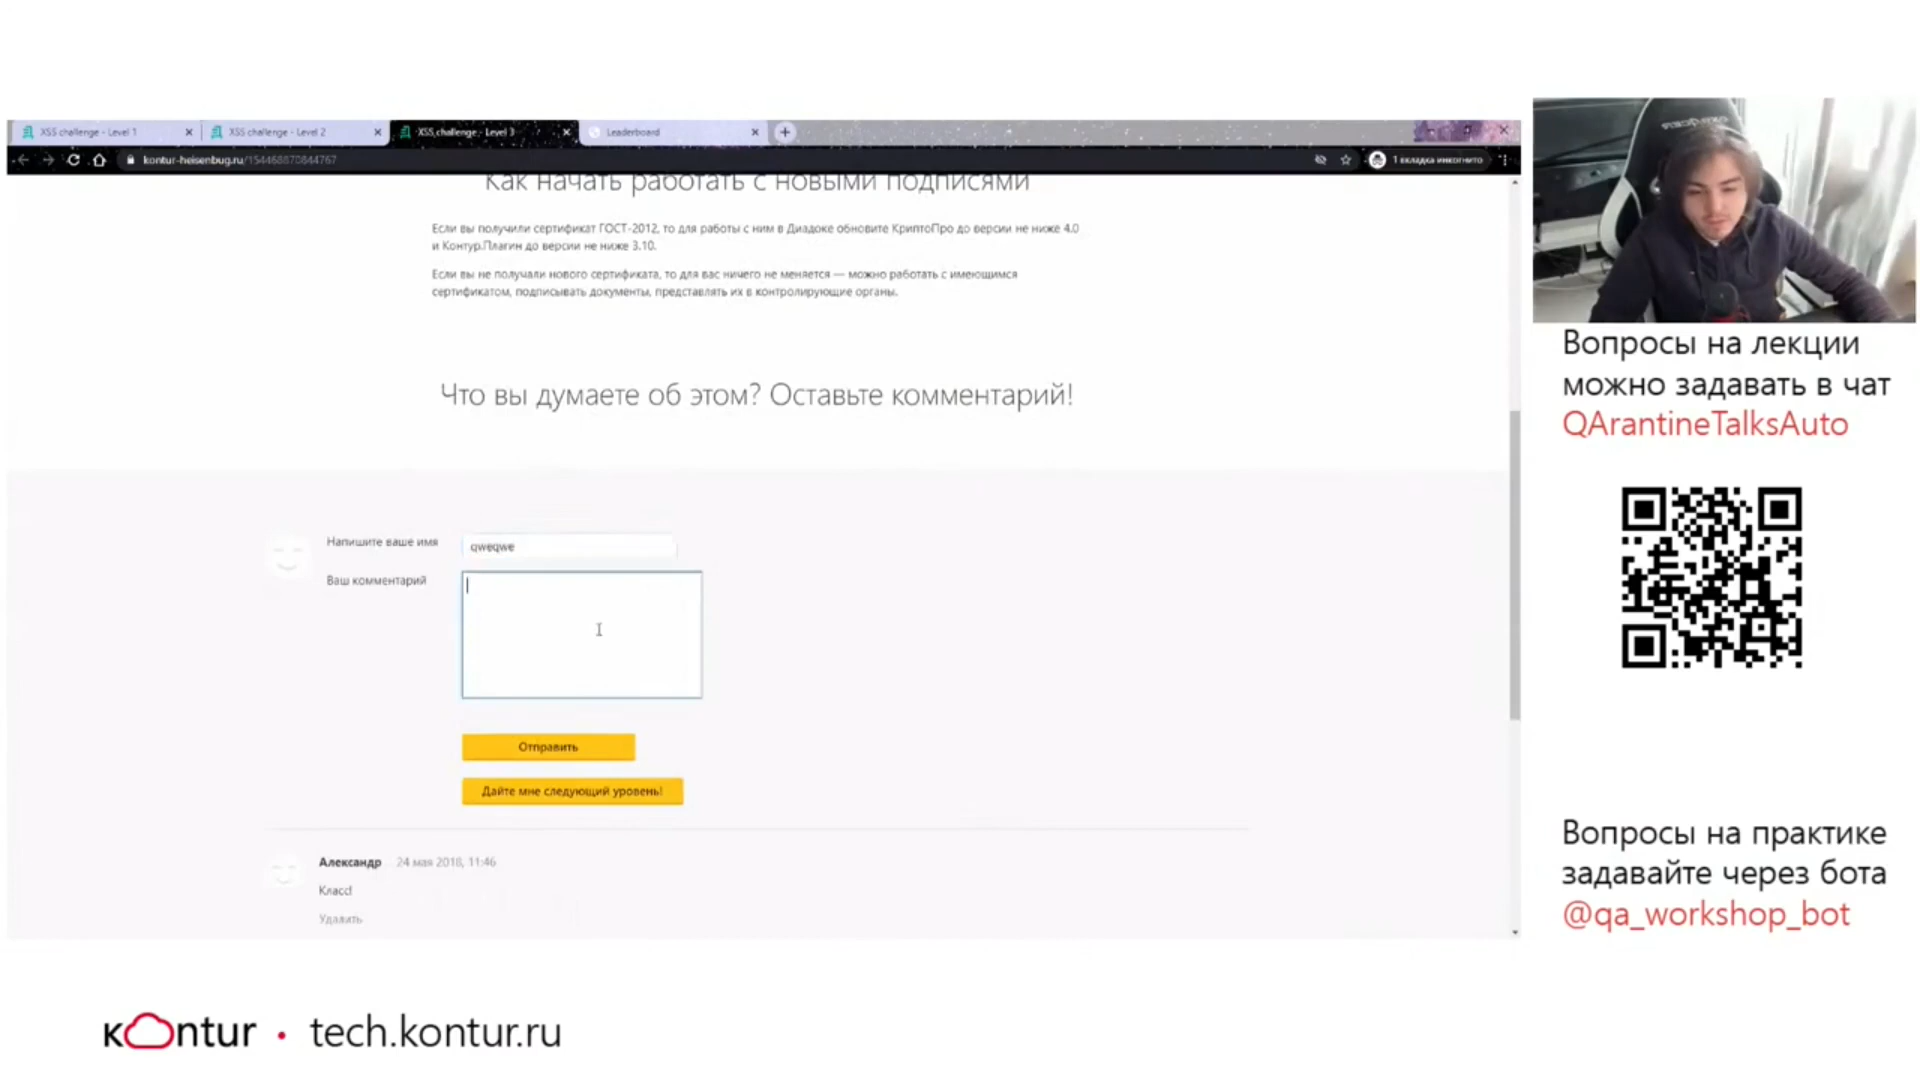 XSS challenge - Level 1
XSS challenge - Level 2
XSS challenge - Level 3
Leaderboard
kontur-heisenbug.ru/154468870844767
1 вкладка инкогнито
Как начать работать с новыми подписями
Если вы получили сертификат ГОСТ-2012, то для работы с ним в Диадоке обновите КриптоПро до версии не ниже 4.0
и Контур.Плагин до версии не ниже 3.10.
Если вы не получали нового сертификата, то для вас ничего не меняется — можно работать с имеющимся
сертификатом, подписывать документы, представлять их в контролирующие органы.
Что вы думаете об этом? Оставьте комментарий!
Напишите ваше имя
qweqwe
Ваш комментарий
Отправить
Дайте мне следующий уровень!
Александр 24 мая 2018, 11:46
Класс!
Удалить
Вопросы на лекции
можно задавать в чат
QArantineTalksAuto
Вопросы на практике
задавайте через бота
@qa_workshop_bot
kontur · tech.kontur.ru